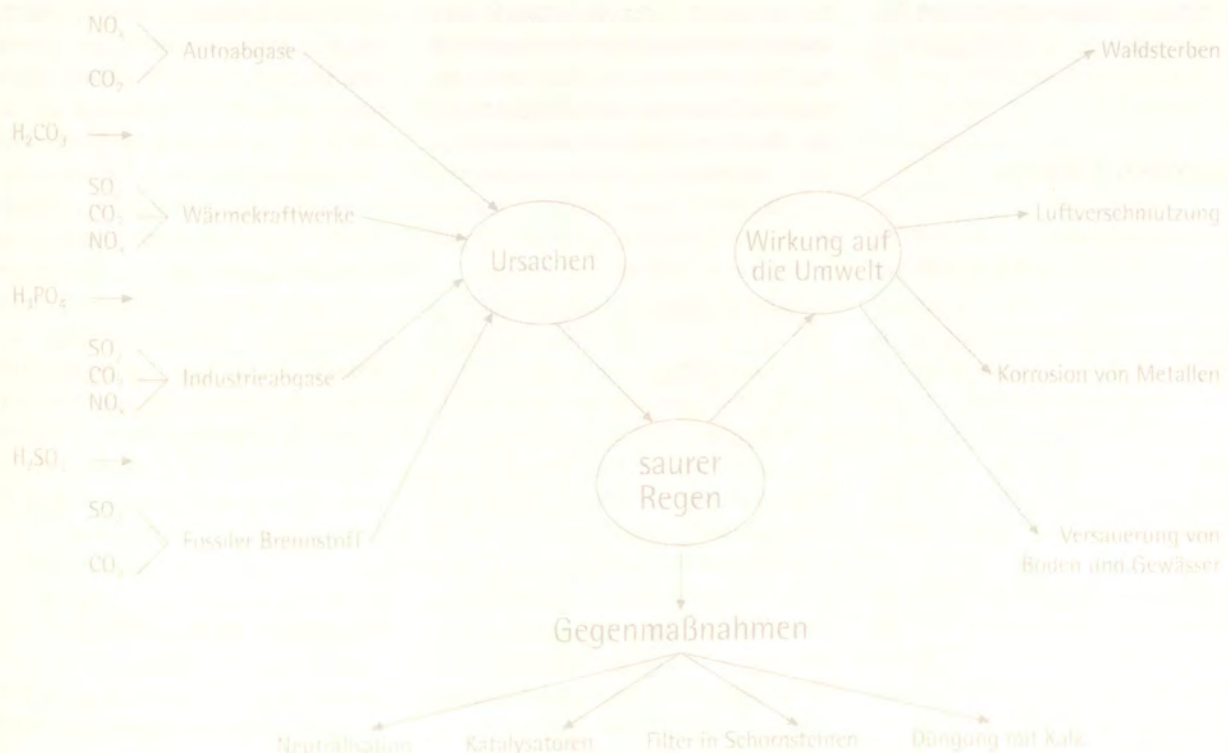 NOₓ
CO₂
Autoabgase
H₂CO₃
SO₂
CO₂
NOₓ
Wärmekraftwerke
H₃PO₄
SO₂
CO₂
NOₓ
Industrieabgase
SO₂
CO₂
Fossiler Brennstoff
Ursachen
saurer
Regen
Wirkung auf
die Umwelt
Waldsterben
Luftverschmutzung
Korrosion von Metallen
Versauerung von
Böden und Gewässer
Gegenmaßnahmen
Neutralisation
Katalysatoren
Filter in Schornsteinen
Düngung mit Kalk